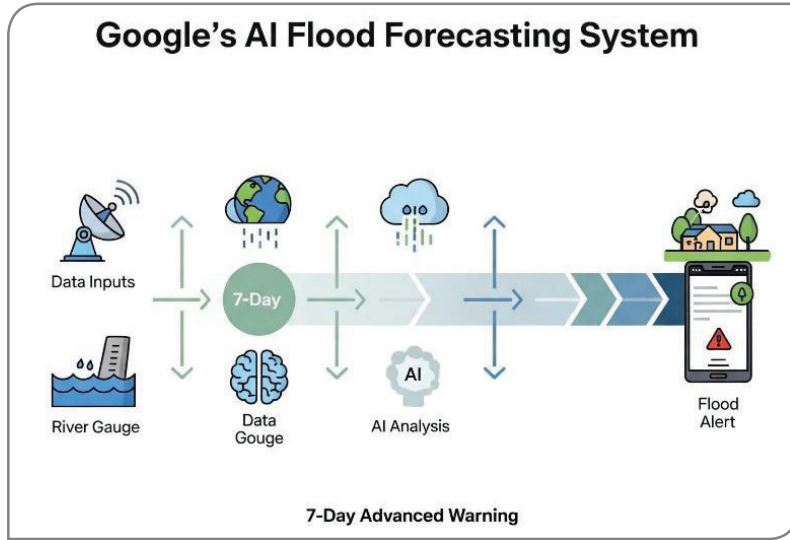 Google's AI Flood Forecasting System
Data Inputs
7-Day
River Gauge
Data
Gouge
AI
AI Analysis
Flood
Alert
7-Day Advanced Warning